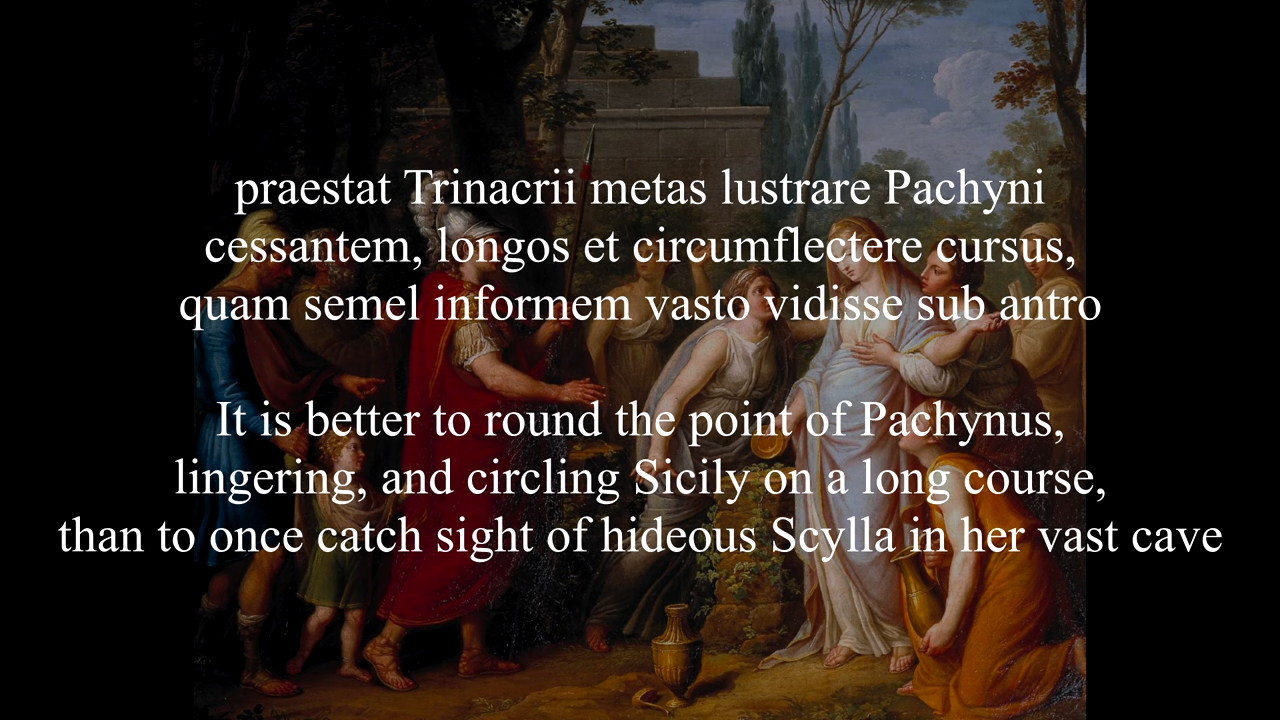 praestat Trinacrii metas lustrare Pachyni
cessantem, longos et circumflectere cursus,
quam semel informem vasto vidisse sub antro
It is better to round the point of Pachynus,
lingering, and circling Sicily on a long course,
than to once catch sight of hideous Scylla in her vast cave